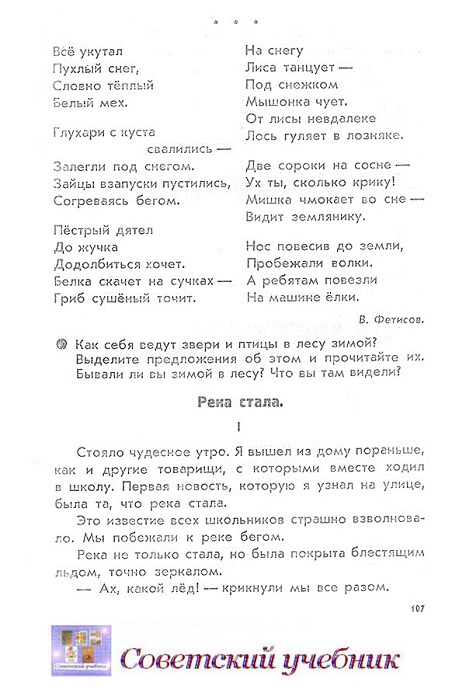 * * *
Всё укутал
Пухлый снег,
Словно тёплый
Белый мех.
Глухари с куста
свалились —
Залегли под снегом.
Зайцы взапуски пустились,
Согреваясь бегом.
Пёстрый дятел
До жучка
Додолбиться хочет.
Белка скачет на сучках —
Гриб сушёный точит.
На снегу
Лиса танцует —
Под снежком
Мышонка чует.
От лисы невдалеке
Лось гуляет в лозняке.
Две сороки на сосне —
Ух ты, сколько крику!
Мишка чмокает во сне —
Видит землянику.
Нос повесив до земли,
Пробежали волки.
А ребятам повезли
На машине ёлки.
В. Фетисов.
Как себя ведут звери и птицы в лесу зимой?
Выделите предложения об этом и прочитайте их.
Бывали ли вы зимой в лесу? Что вы там видели?
Река стала.
I
Стояло чудесное утро. Я вышел из дому пораньше,
как и другие товарищи, с которыми вместе ходил
в школу. Первая новость, которую я узнал на улице,
была та, что река стала.
Это известие всех школьников страшно взволнова-
ло. Мы побежали к реке бегом.
Река не только стала, но была покрыта блестящим
льдом, точно зеркалом.
— Ах, какой лёд! — крикнули мы все разом.
107
Советский учебник
Советский учебник